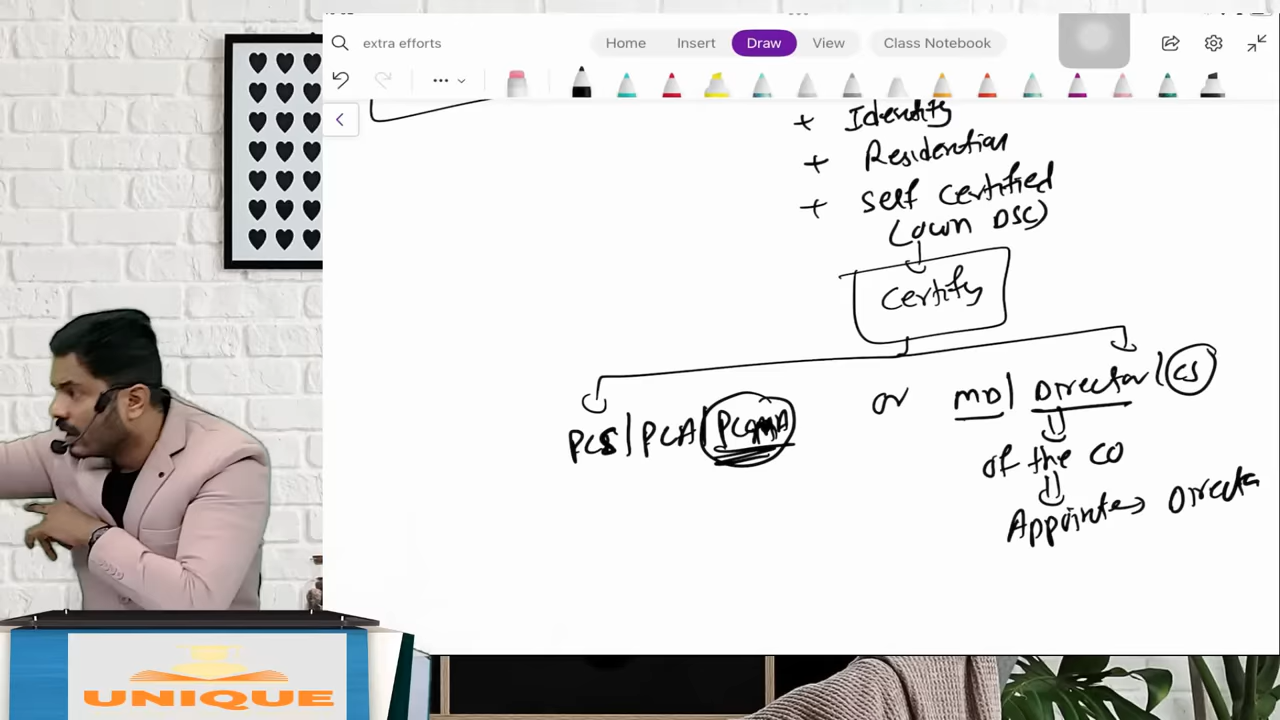 extra efforts
Home Insert Draw View Class Notebook
+ Identity
+ Residential
+ Self Certified
(own DSC)
Certify
PCS | PCA | PCMA or MD | Director | CS
of the CO
Appointes Director
UNIQUE